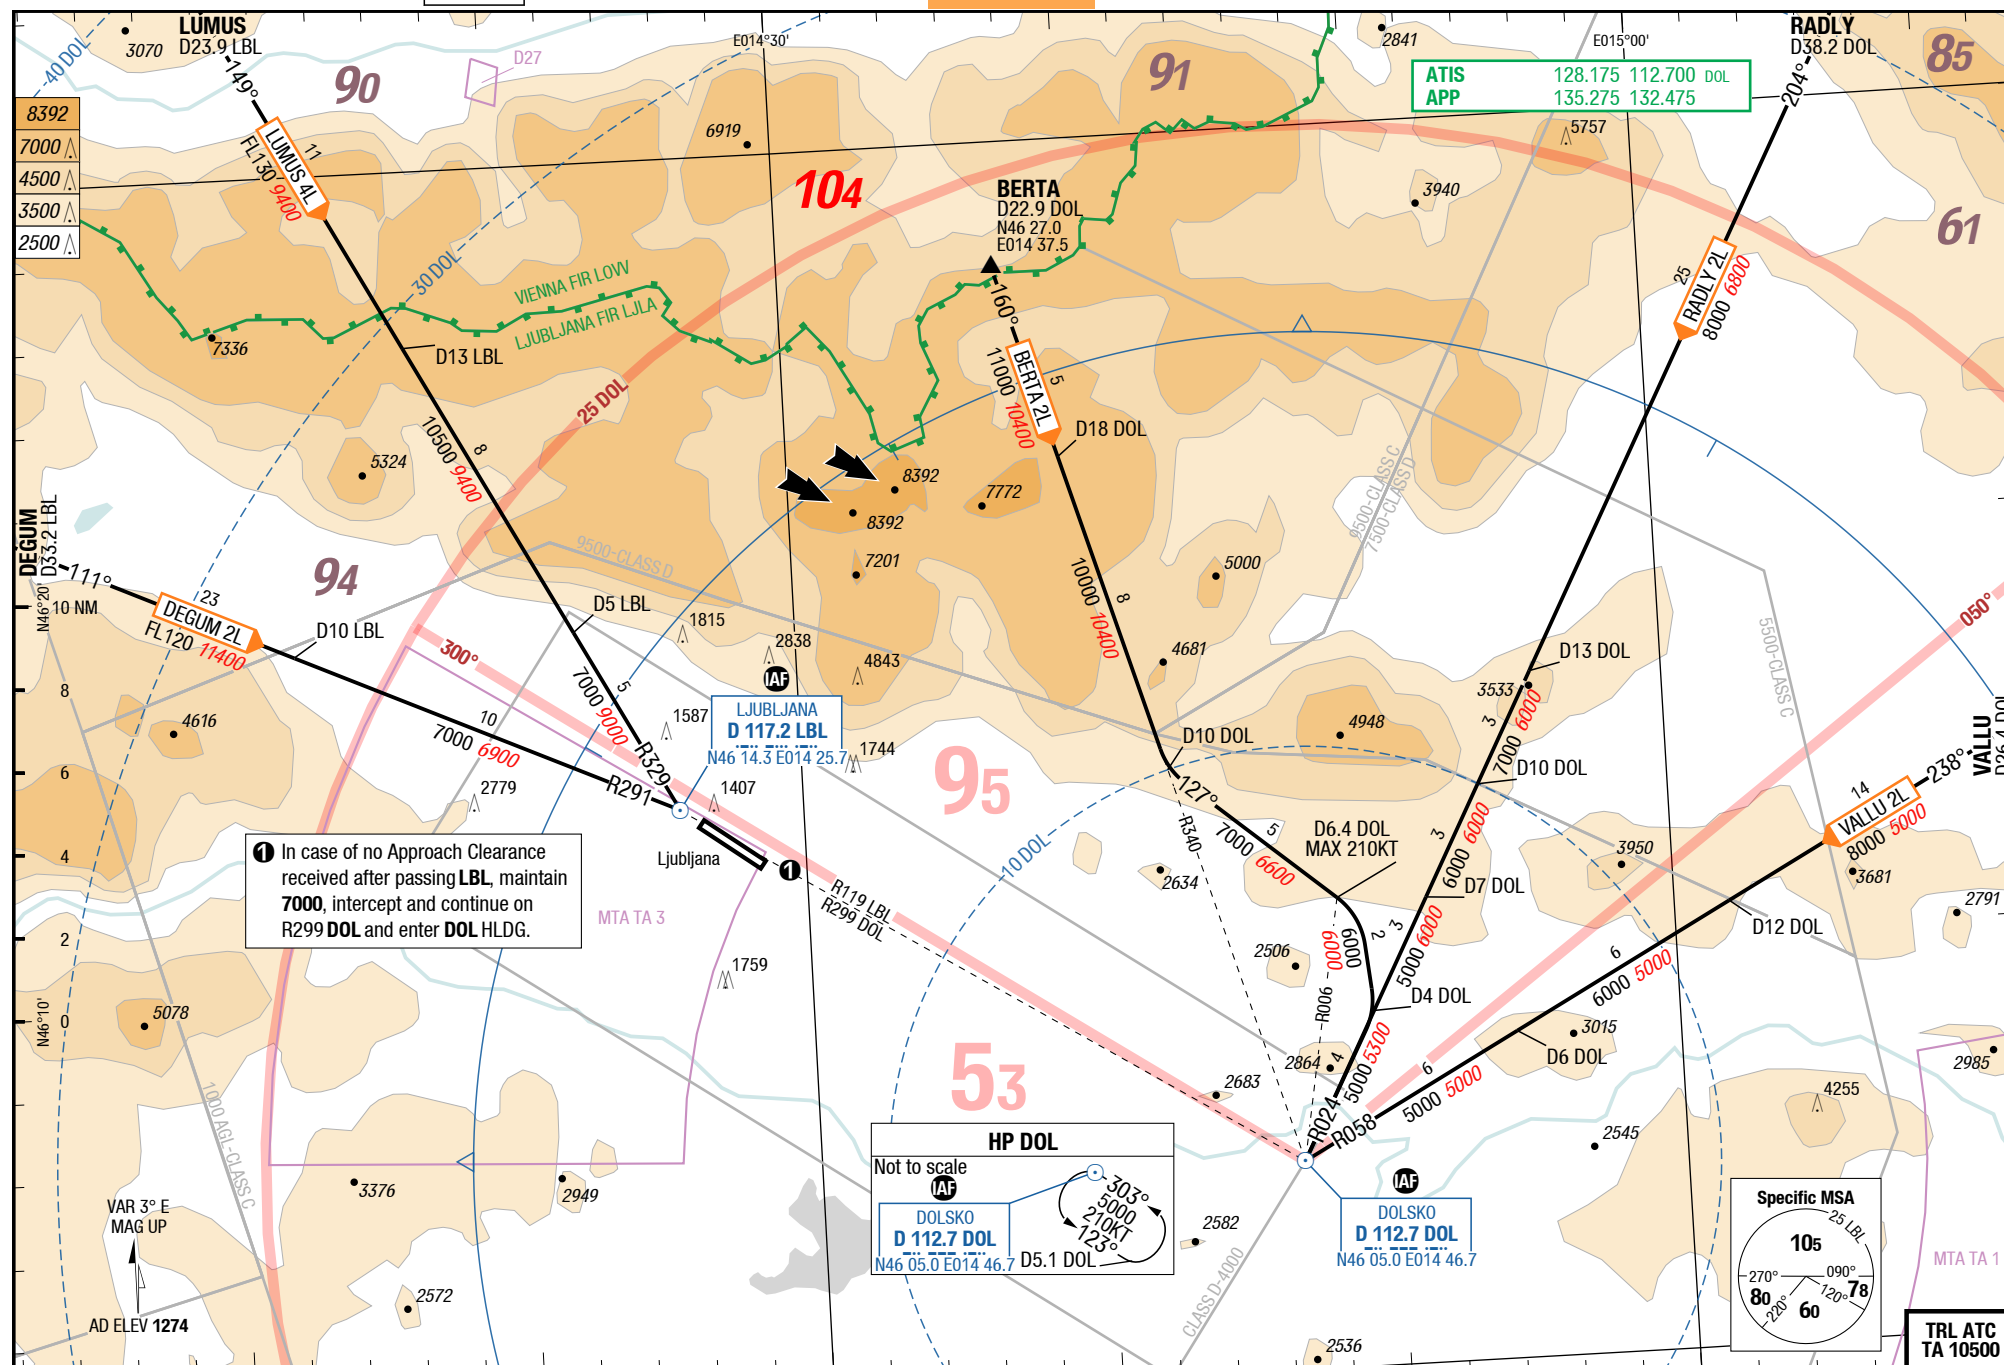 LUMUS
D23.9 LBL
3070
40 DOL
149°
90
D27
E014°30'
91
2841
E015°00'
RADLY
D38.2 DOL
85
ATIS 128.175 112.700 DOL
APP 135.275 132.475
204°
8392
7000
4500
3500
2500
LUMUS 4L
11
FL130 9400
6919
104
BERTA
D22.9 DOL
N46 27.0
E014 37.5
5757
3940
61
30 DOL
VIENNA FIR LOVV
LJUBLJANA FIR LJLA
7336
D13 LBL
25 DOL
160°
BERTA 2L
5
11000 10400
D18 DOL
RADLY 2L
25
8000 6800
5324
8
10500 9400
8392
8392
7772
7201
9500-CLASS C
7500-CLASS D
9500-CLASS D
DEGUM
D33.2 LBL
N46°20'
111°
94
10 NM
DEGUM 2L
23
FL120 11400
D10 LBL
D5 LBL
1815
2838
4843
10000 10400
8
5000
4681
050°
5500-CLASS C
300°
8
4616
10
7000 6900
5
7000 9000
R329
R291
1587
1407
IAF
LJUBLJANA
D 117.2 LBL
N46 14.3 E014 25.7
1744
95
D10 DOL
4948
3533
D13 DOL
3
7000 6000
D10 DOL
VALLU
D26.4 DOL
238°
6
2779
127°
R340
5
7000 6600
D6.4 DOL
MAX 210KT
3
6000 6000
D7 DOL
VALLU 2L
14
8000 5000
3950
3681
2791
4
Ljubljana
1
1 In case of no Approach Clearance
received after passing LBL, maintain
7000, intercept and continue on
R299 DOL and enter DOL HLDG.
MTA TA 3
R119 LBL
R299 DOL
10 DOL
2634
2
1759
2506
6000
6000
2
3
5000 6000
D12 DOL
6
6000 5000
N46°10'
0
5078
R006
D4 DOL
3015
D6 DOL
2985
53
2683
2864
4
5000 5300
R024
R058
6
5000 5000
4255
2545
1000 AGL-CLASS C
3376
2949
HP DOL
Not to scale
IAF
DOLSKO
D 112.7 DOL
N46 05.0 E014 46.7
303°
5000
210KT
123°
D5.1 DOL
2582
IAF
DOLSKO
D 112.7 DOL
N46 05.0 E014 46.7
CLASS D-4000
VAR 3° E
MAG UP
AD ELEV 1274
2572
2536
Specific MSA
25 LBL
105
270°
090°
80
78
120°
220°
60
MTA TA 1
TRL ATC
TA 10500